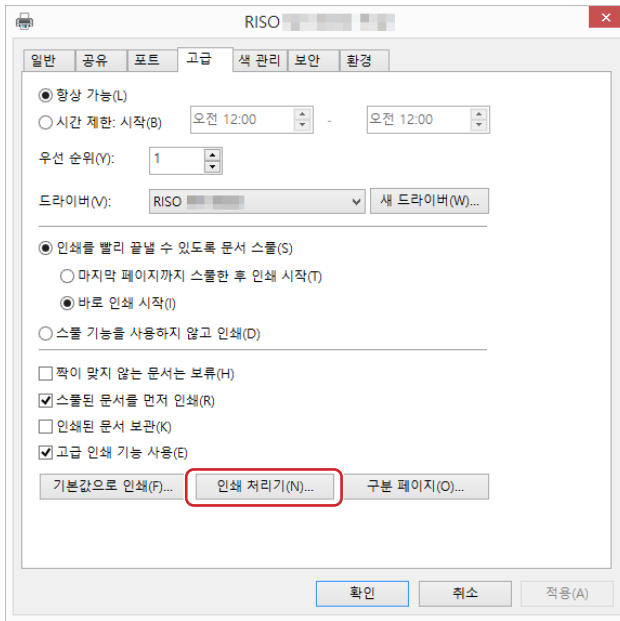 RISO
일반 공유 포트 고급 색 관리 보안 환경
항상 가능(L)
시간 제한: 시작(B) 오전 12:00 - 오전 12:00
우선 순위(Y): 1
드라이버(V): RISO 새 드라이버(W)...
인쇄를 빨리 끝낼 수 있도록 문서 스풀(S)
마지막 페이지까지 스풀한 후 인쇄 시작(T)
바로 인쇄 시작(I)
스풀 기능을 사용하지 않고 인쇄(D)
짝이 맞지 않는 문서는 보류(H)
스풀된 문서를 먼저 인쇄(R)
인쇄된 문서 보관(K)
고급 인쇄 기능 사용(E)
기본값으로 인쇄(F)... 인쇄 처리기(N)... 구분 페이지(O)...
확인 취소 적용(A)